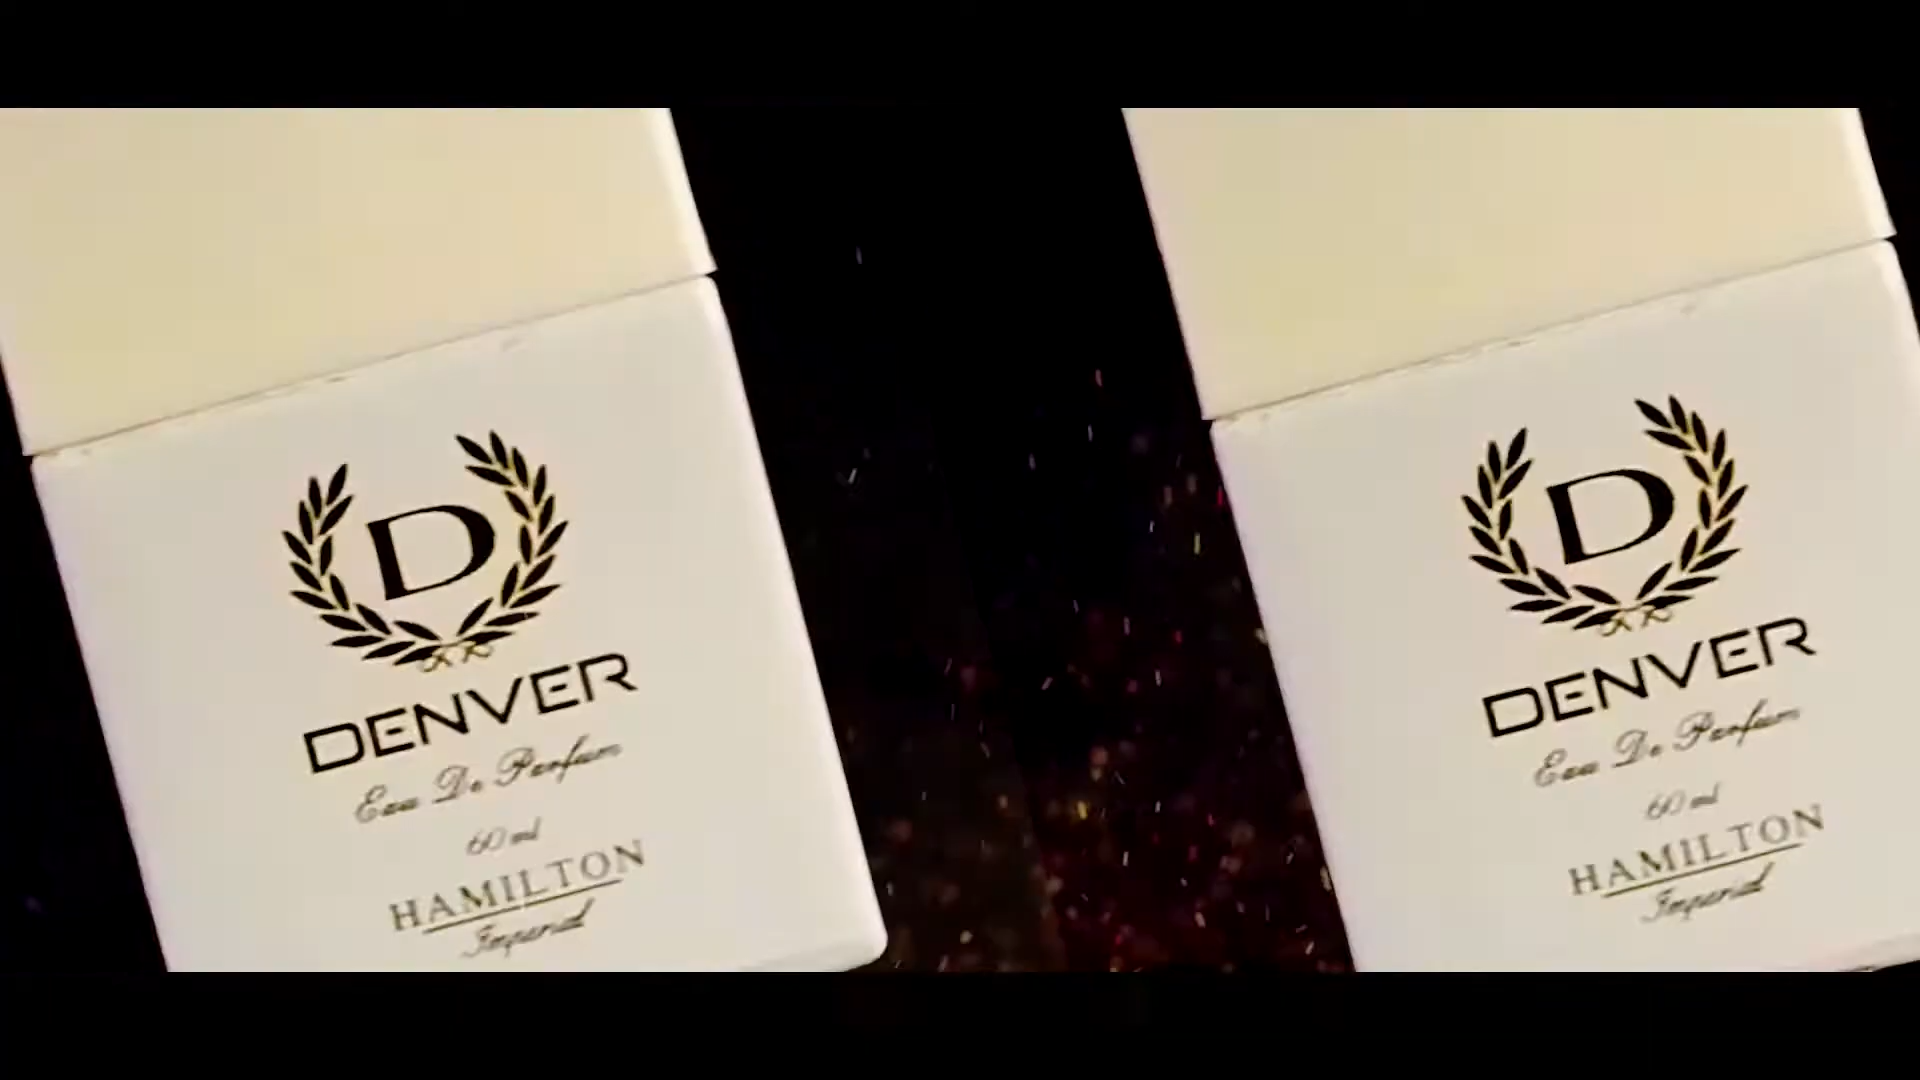 D
DENVER
Eau De Parfum
60 ml
HAMILTON
Imperial
D
DENVER
Eau De Parfum
60 ml
HAMILTON
Imperial